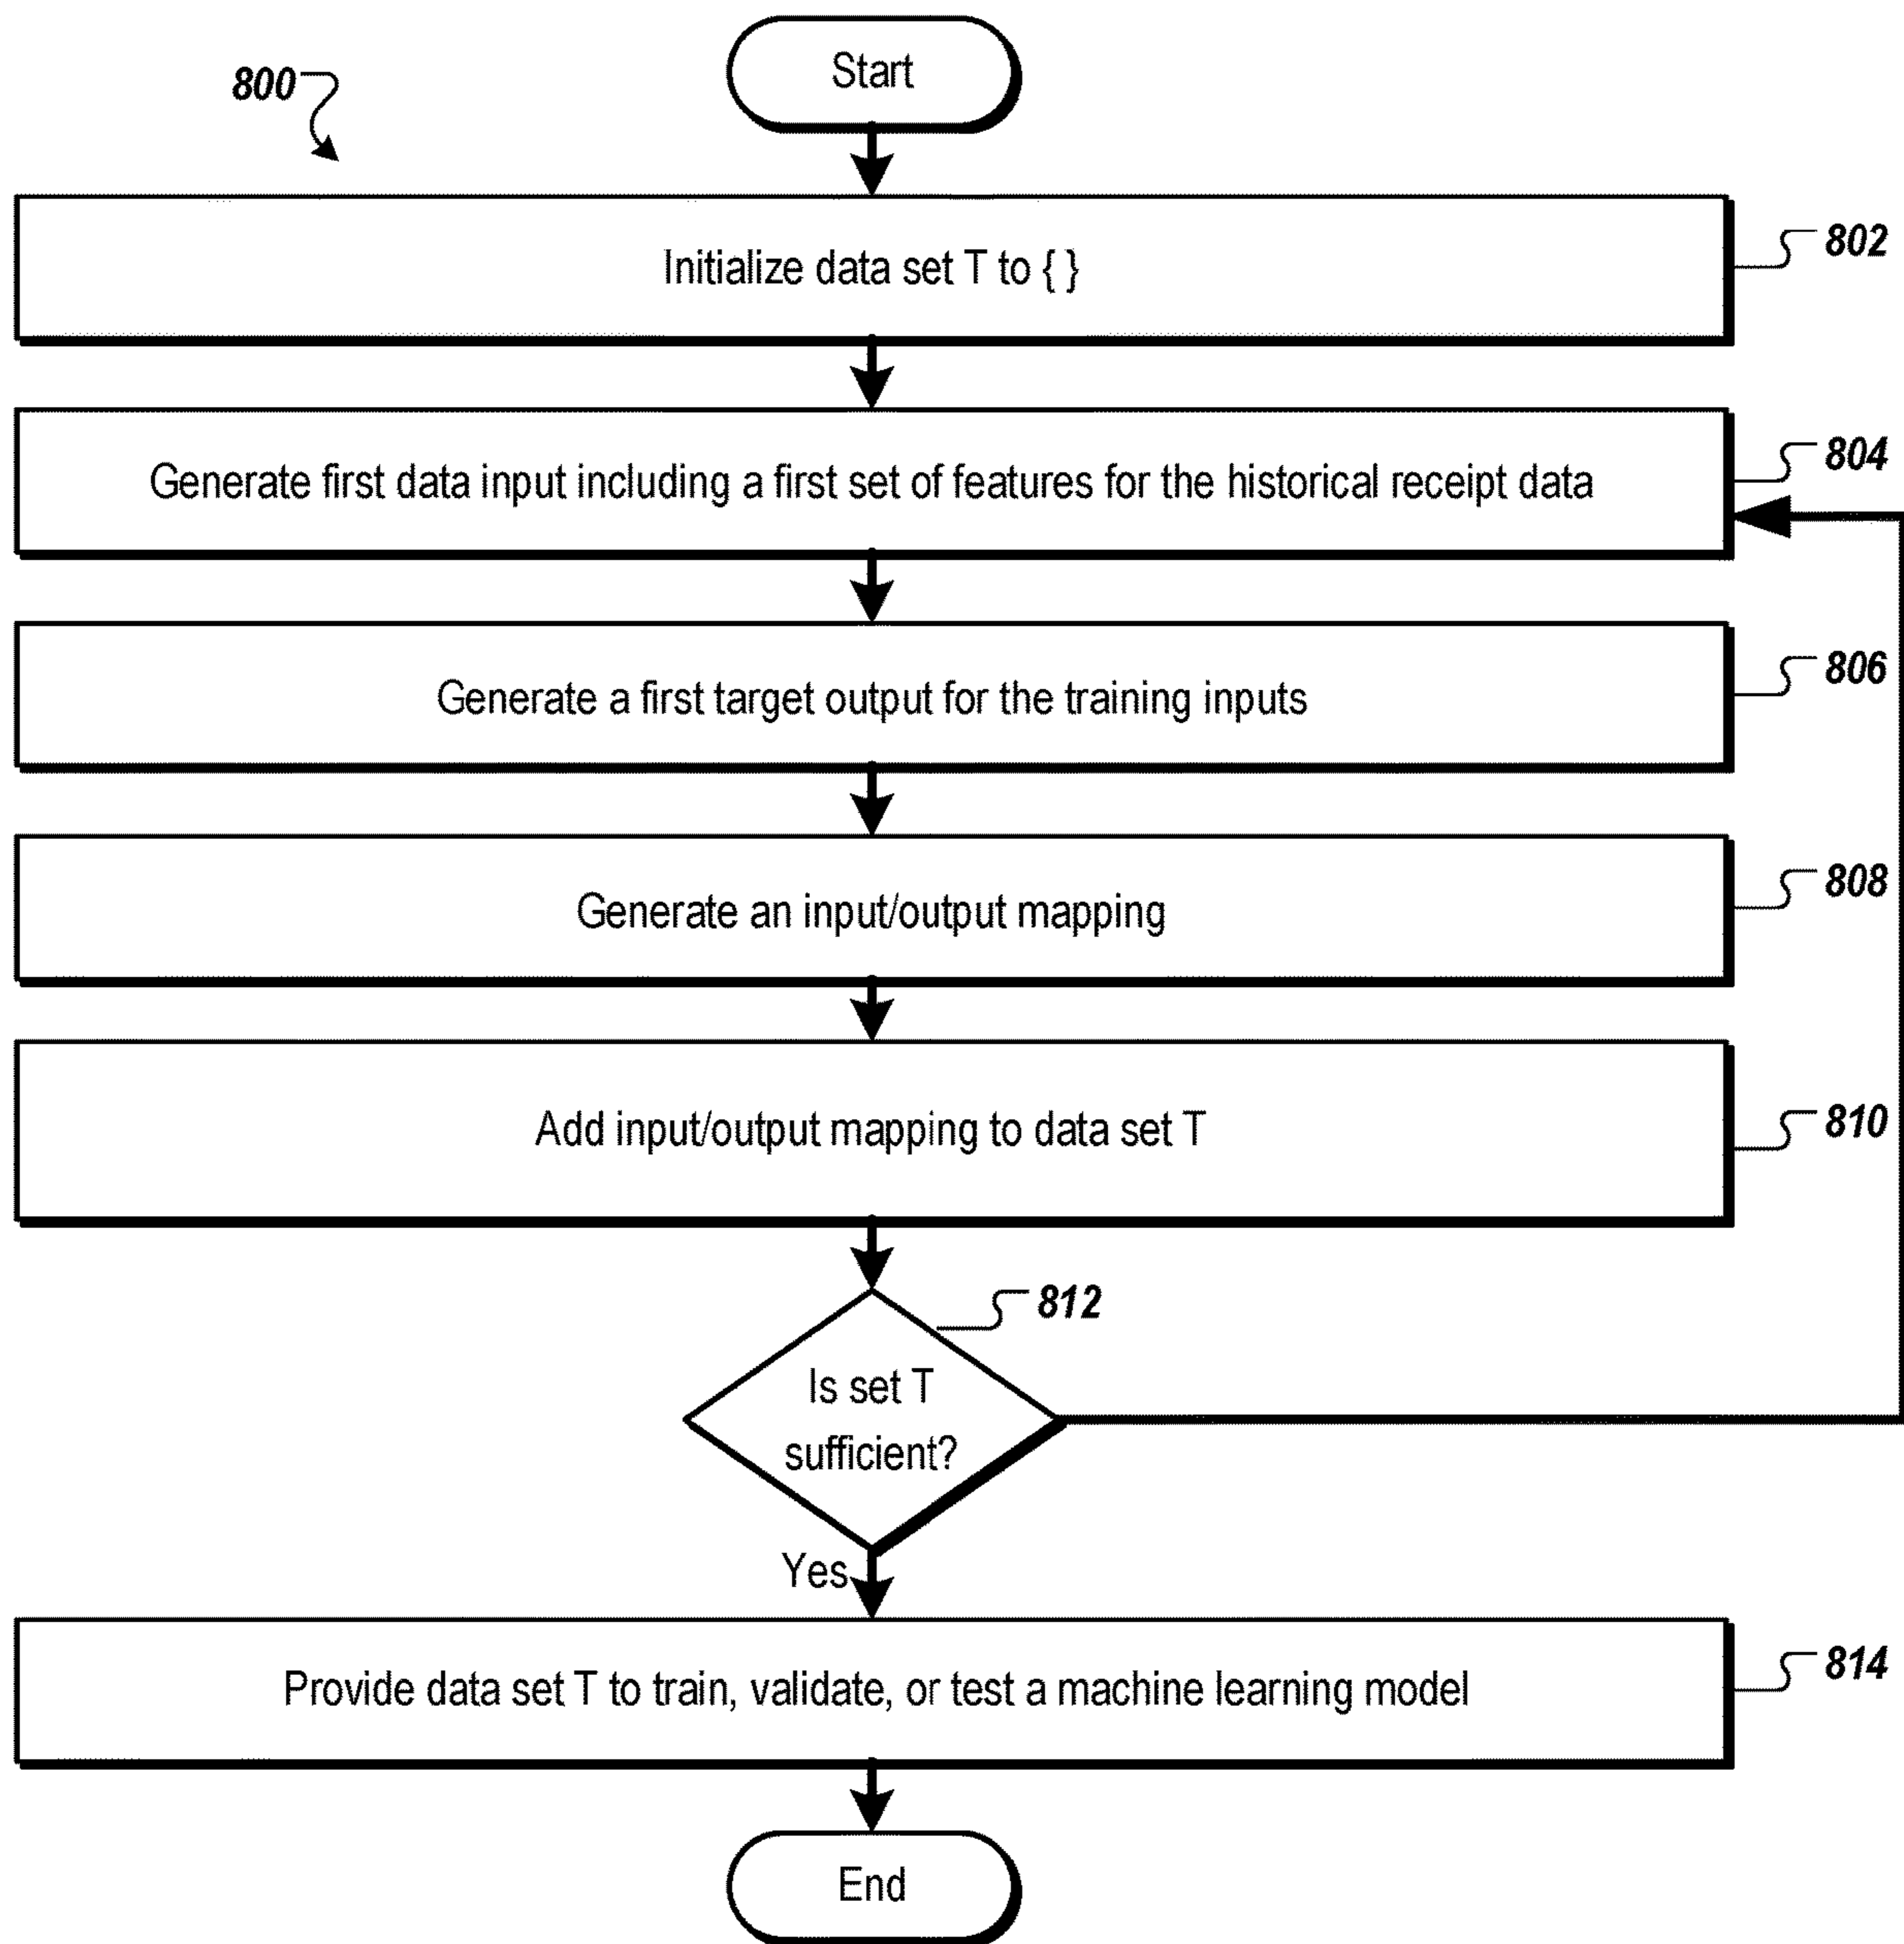 Start
800
Initialize data set T to { }
802
Generate first data input including a first set of features for the historical receipt data
804
Generate a first target output for the training inputs
806
Generate an input/output mapping
808
Add input/output mapping to data set T
810
812
Is set T
sufficient?
Yes
Provide data set T to train, validate, or test a machine learning model
814
End